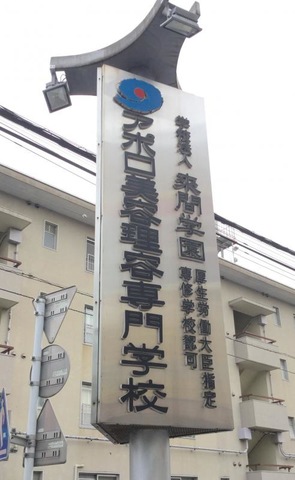 学校法人
厚生労働大臣指定
専修学校認可
アポロ美容理容専門学校